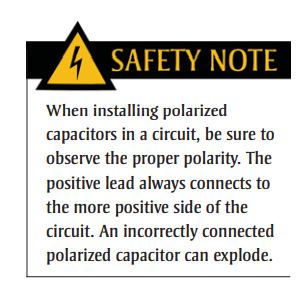 SAFETY NOTE
When installing polarized
capacitors in a circuit, be sure to
observe the proper polarity. The
positive lead always connects to
the more positive side of the
circuit. An incorrectly connected
polarized capacitor can explode.